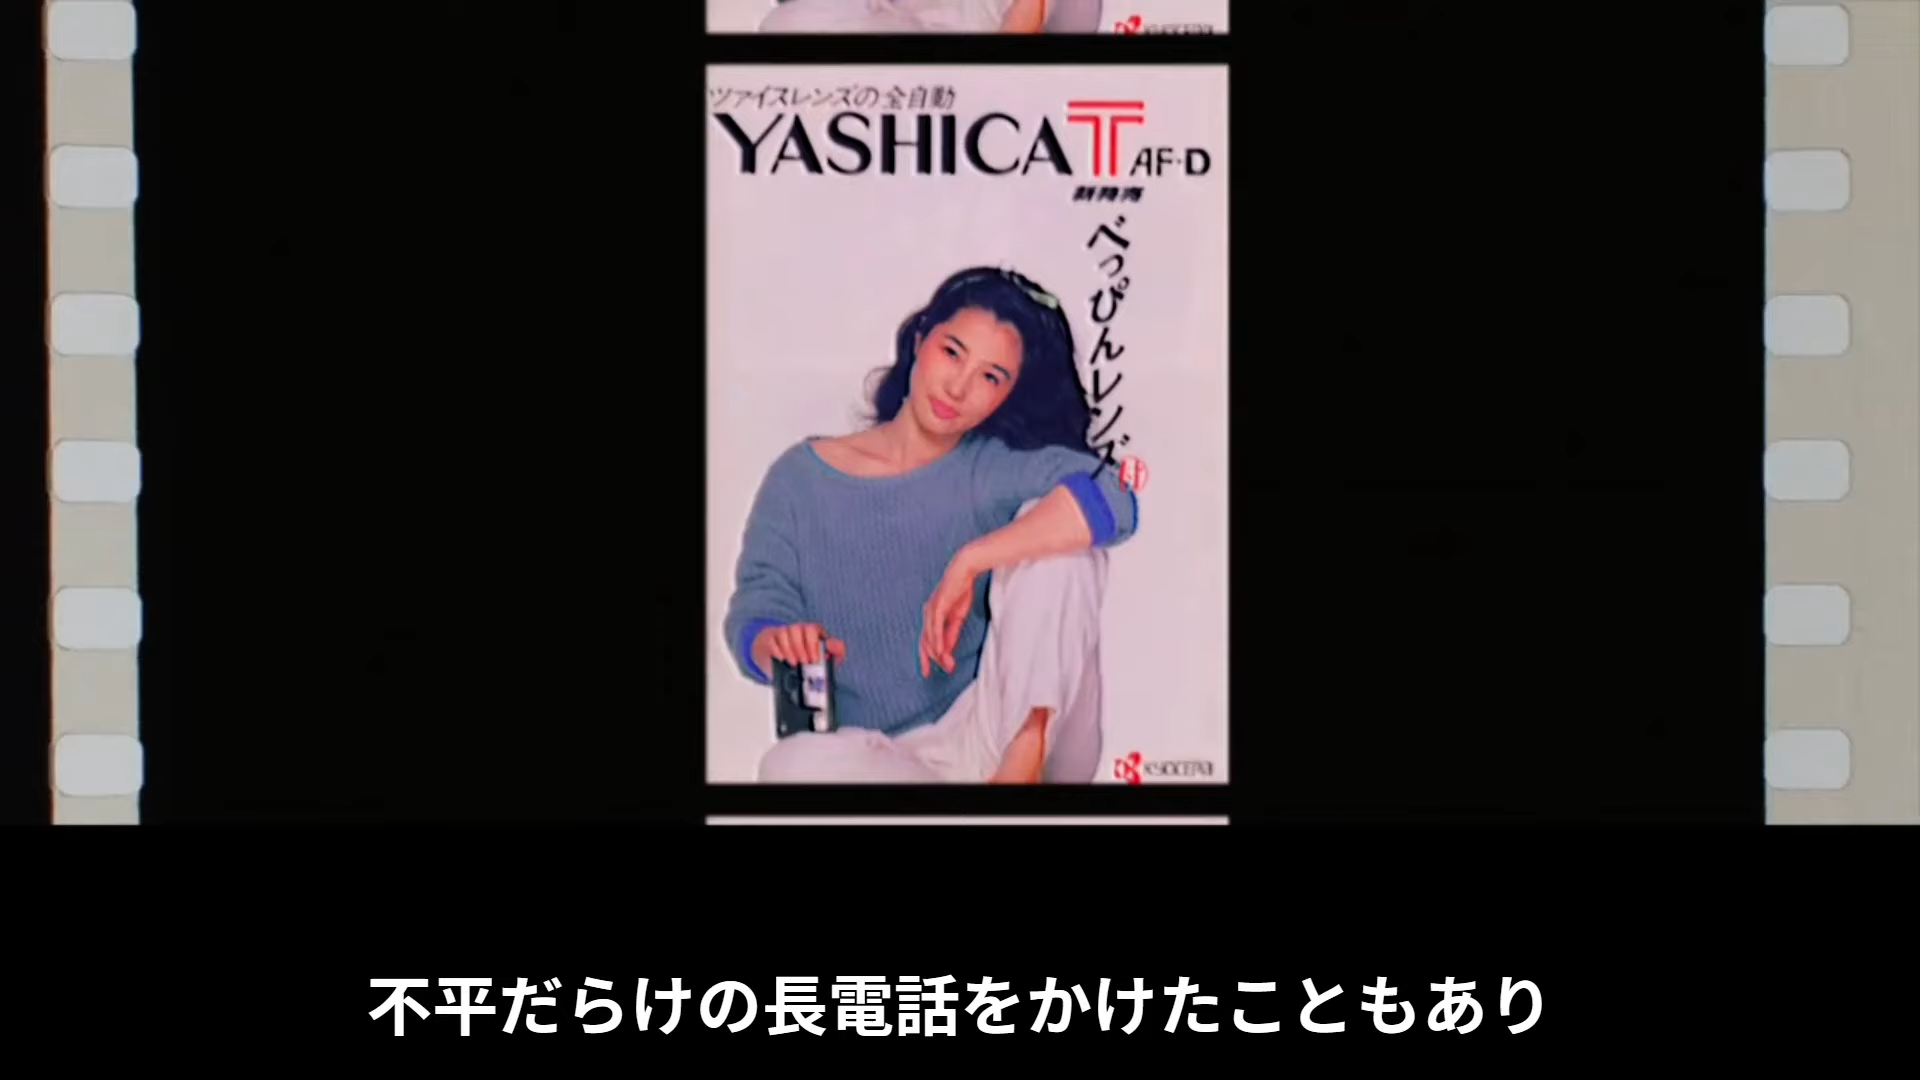 ツァイスレンズの全自動
YASHICA T AF-D
新発売
べっぴんレンズ
付
KYOCERA
不平だらけの長電話をかけたこともあり